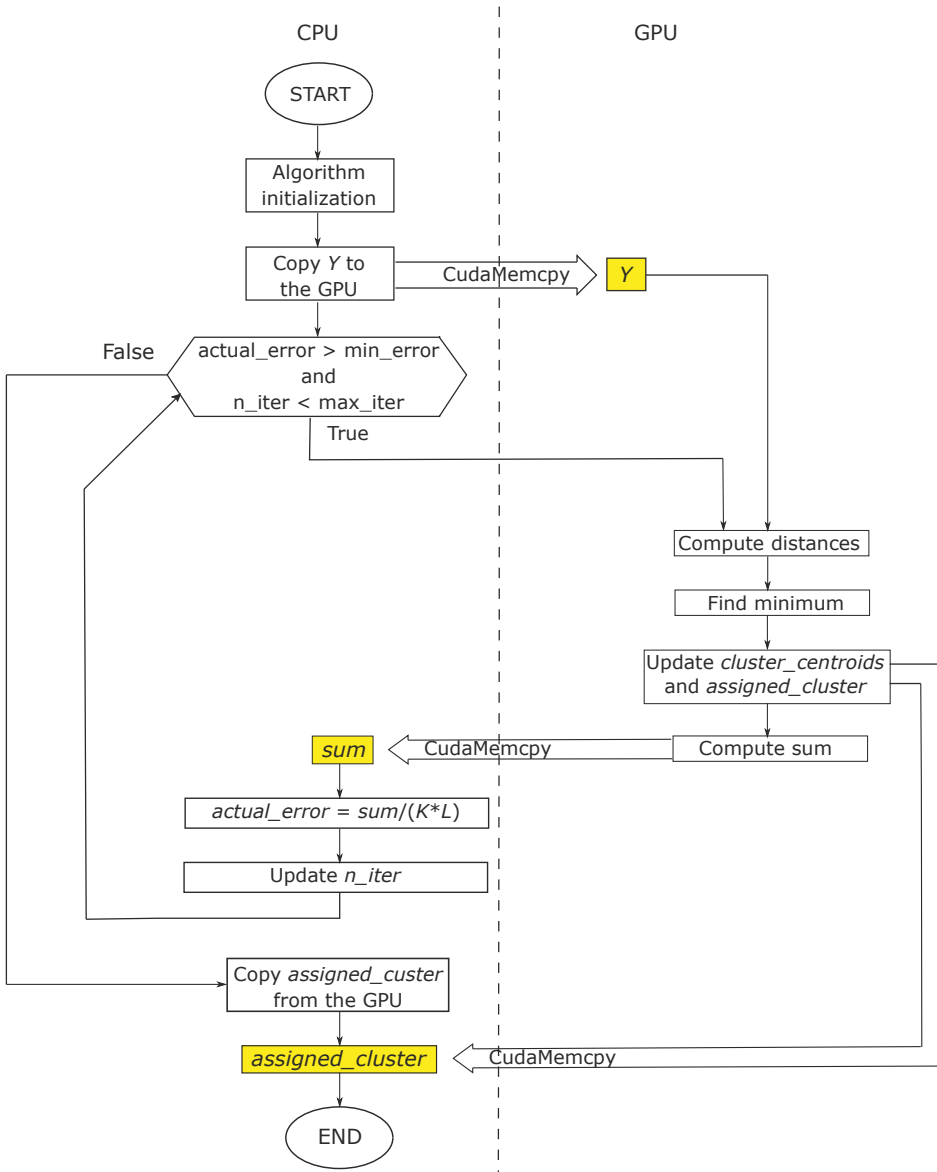 CPU
GPU
START
Algorithm
initialization
Copy Y to
the GPU
CudaMemcpy
Y
False
actual_error > min_error
and
n_iter < max_iter
True
Compute distances
Find minimum
Update cluster_centroids
and assigned_cluster
sum
CudaMemcpy
Compute sum
actual_error = sum/(K*L)
Update n_iter
Copy assigned_custer
from the GPU
assigned_cluster
CudaMemcpy
END